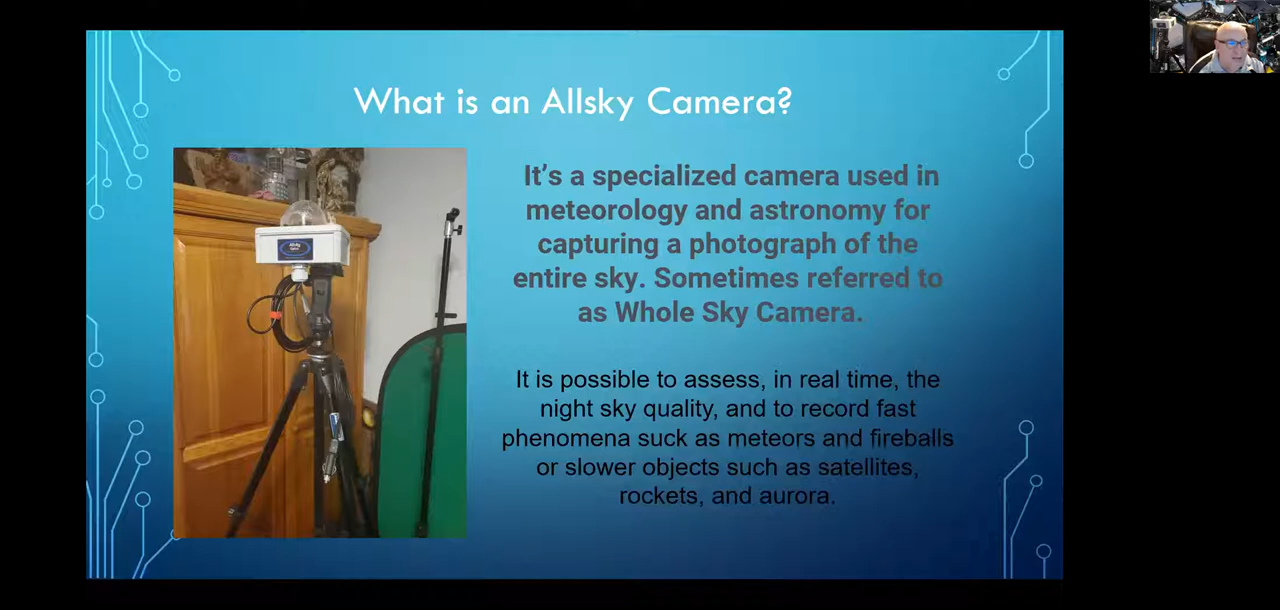 What is an Allsky Camera?
It's a specialized camera used in
meteorology and astronomy for
capturing a photograph of the
entire sky. Sometimes referred to
as Whole Sky Camera.
It is possible to assess, in real time, the
night sky quality, and to record fast
phenomena suck as meteors and fireballs
or slower objects such as satellites,
rockets, and aurora.